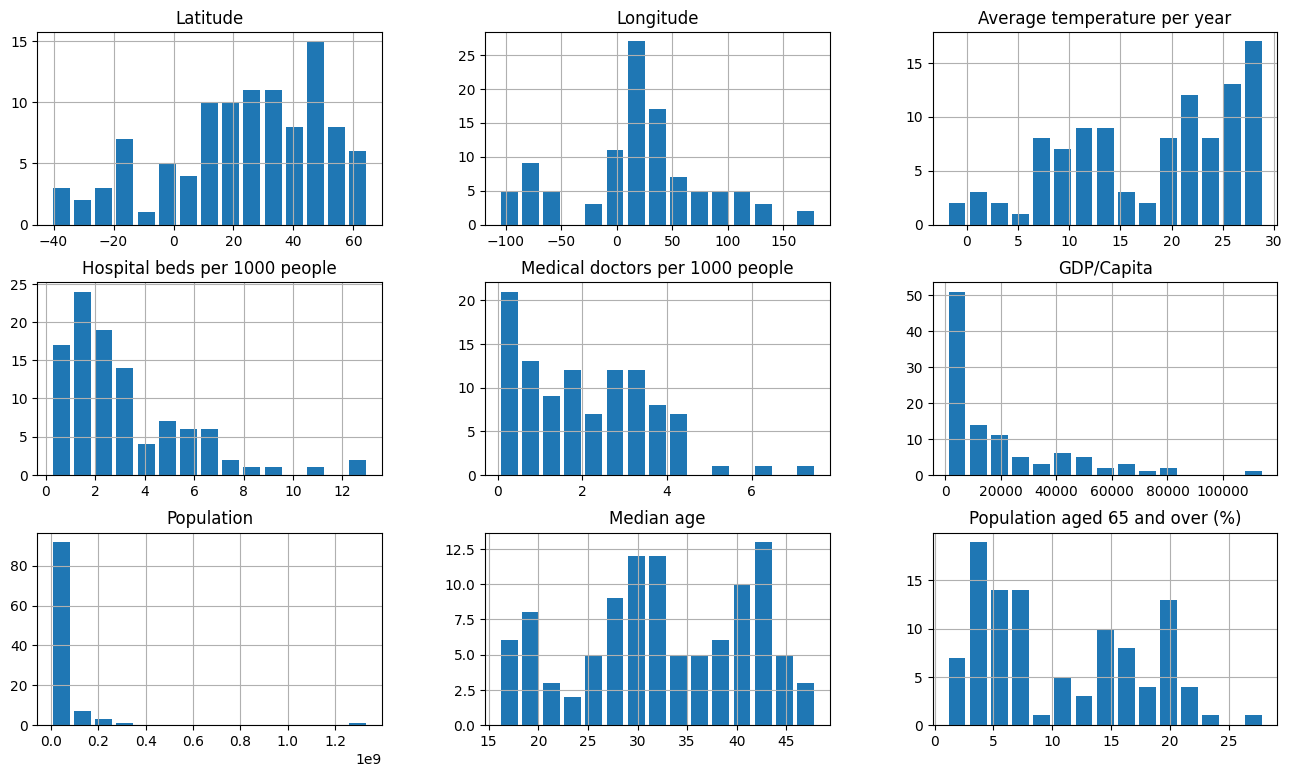 Latitude
15
10
5
0
−40 −20 0 20 40 60
Longitude
25
20
15
10
5
0
−100 −50 0 50 100 150
Average temperature per year
15
10
5
0
0 5 10 15 20 25 30
Hospital beds per 1000 people
25
20
15
10
5
0
0 2 4 6 8 10 12
Medical doctors per 1000 people
20
15
10
5
0
0 2 4 6
GDP/Capita
50
40
30
20
10
0
0 20000 40000 60000 80000 100000
Population
80
60
40
20
0
0.0 0.2 0.4 0.6 0.8 1.0 1.2
1e9
Median age
12.5
10.0
7.5
5.0
2.5
0.0
15 20 25 30 35 40 45
Population aged 65 and over (%)
15
10
5
0
0 5 10 15 20 25